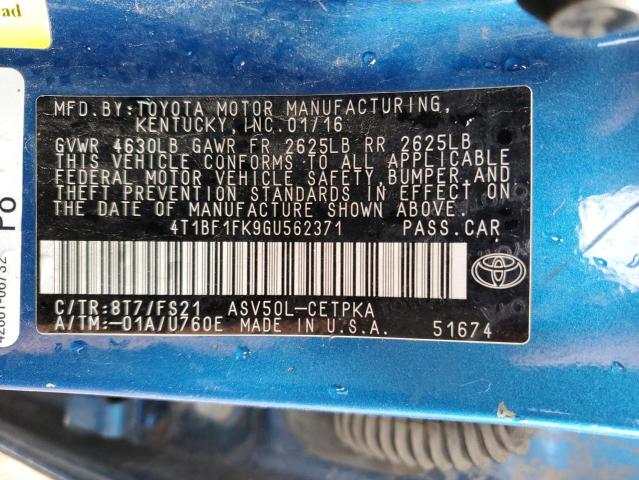 ad
MFD.BY:TOYOTA MOTOR MANUFACTURING,
KENTUCKY, INC.01/16
GVWR 4630LB GAWR FR 2625LB RR 2625LB
THIS VEHICLE CONFORMS TO ALL APPLICABLE
FEDERAL MOTOR VEHICLE SAFETY, BUMPER AND
THEFT PREVENTION STANDARDS IN EFFECT ON
THE DATE OF MANUFACTURE SHOWN ABOVE.
4T1BF1FK9GU562371 PASS.CAR
C/TR:8T7/FS21 ASV50L-CETPKA
A/TM:-01A/U760E MADE IN U.S.A. 51674
Po